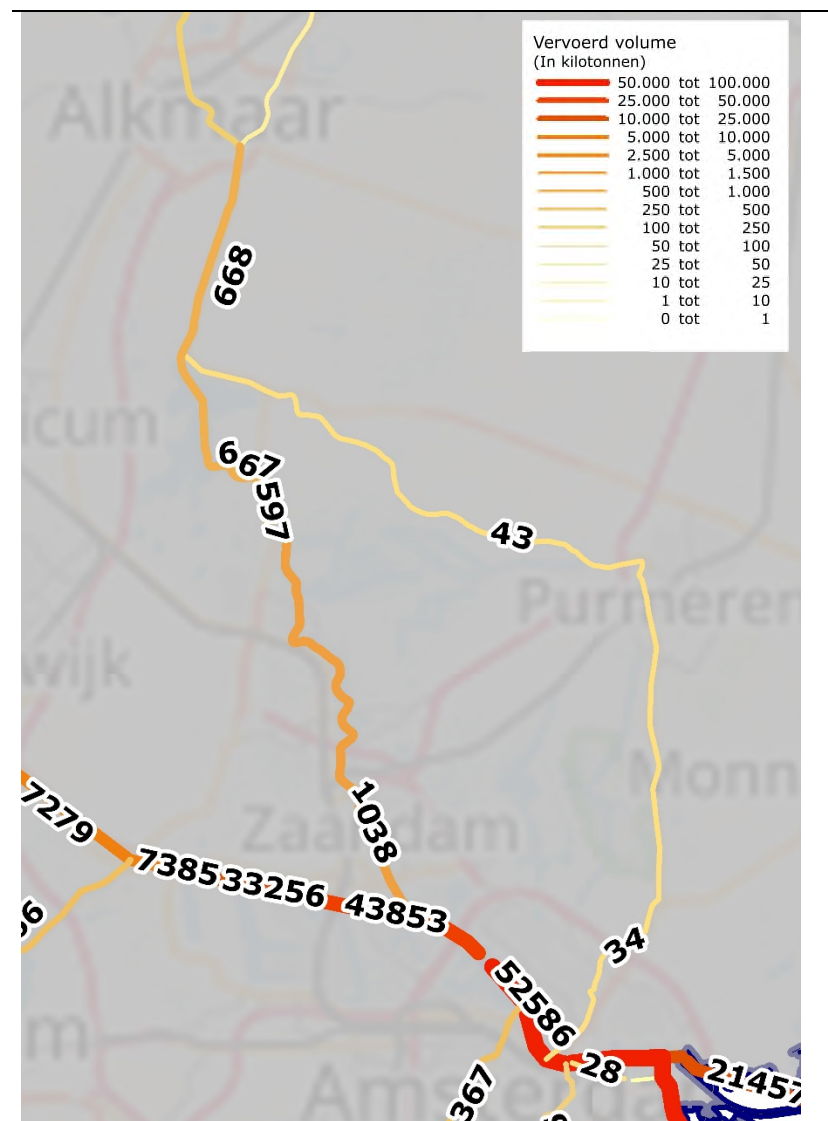 Alkmaar
Vervoerd volume
(In kilotonnen)
50.000 tot 100.000
25.000 tot 50.000
10.000 tot 25.000
5.000 tot 10.000
2.500 tot 5.000
1.000 tot 1.500
500 tot 1.000
250 tot 500
100 tot 250
50 tot 100
25 tot 50
10 tot 25
1 tot 10
0 tot 1
668
icum
667
597
43
Purmeren
wijk
Monn
7279
Zaandam
1038
7385
33256
43853
34
52586
m
28
21457
367
Amsterda